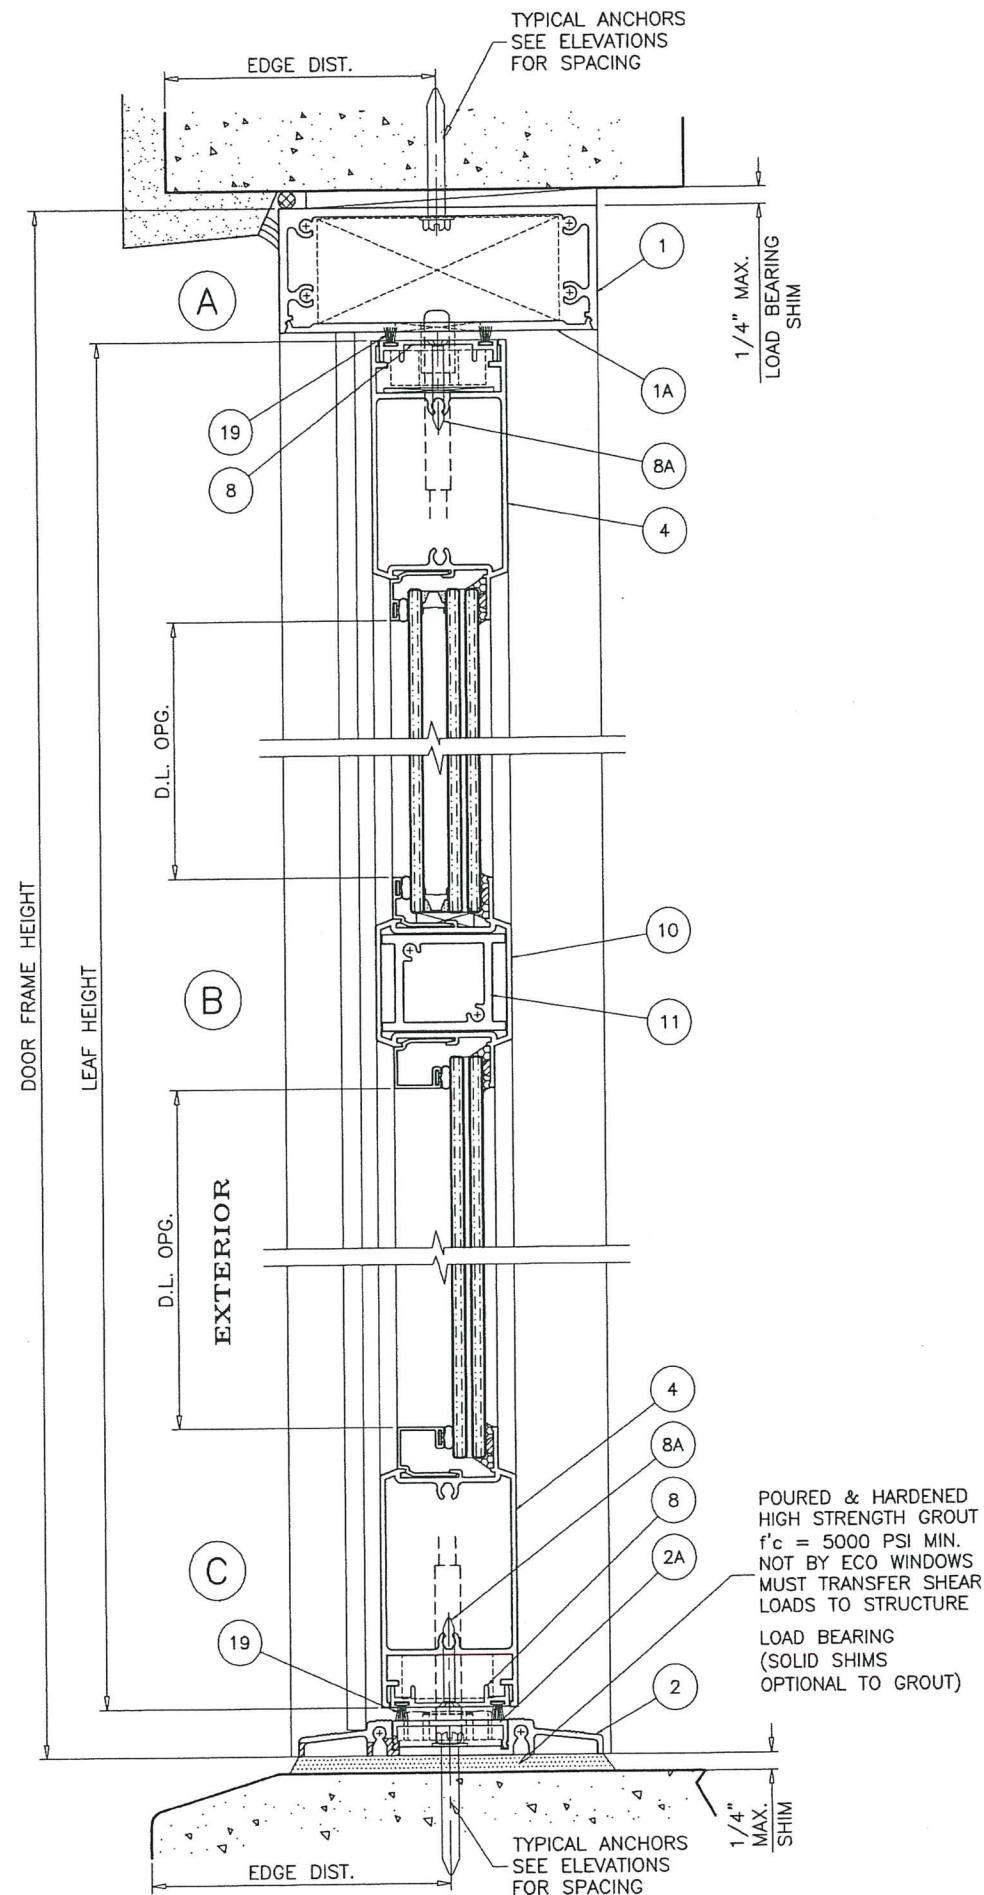 TYPICAL ANCHORS
SEE ELEVATIONS
FOR SPACING
EDGE DIST.
1
A
1/4" MAX.
LOAD BEARING
SHIM
19
1A
8
8A
4
D.L. OPG.
DOOR FRAME HEIGHT
LEAF HEIGHT
B
10
11
D.L. OPG.
EXTERIOR
4
8A
8
2A
C
19
2
POURED & HARDENED
HIGH STRENGTH GROUT
f'c = 5000 PSI MIN.
NOT BY ECO WINDOWS
MUST TRANSFER SHEAR
LOADS TO STRUCTURE
LOAD BEARING
(SOLID SHIMS
OPTIONAL TO GROUT)
1/4"
MAX.
SHIM
EDGE DIST.
TYPICAL ANCHORS
SEE ELEVATIONS
FOR SPACING